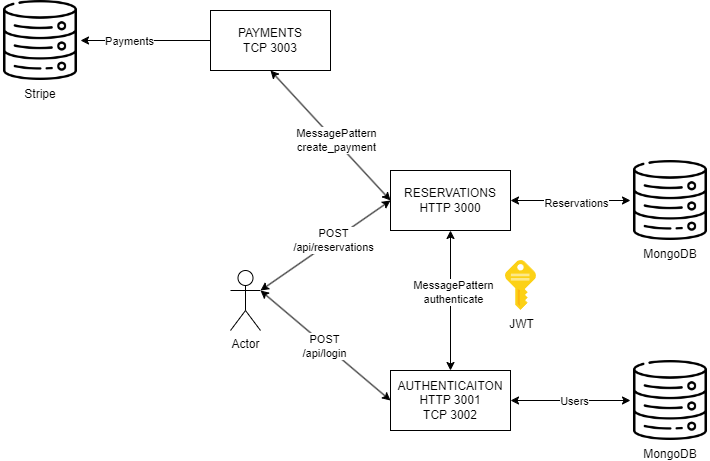 PAYMENTS
TCP 3003
Payments
Stripe
MessagePattern
create_payment
RESERVATIONS
HTTP 3000
Reservations
MongoDB
POST
/api/reservations
MessagePattern
authenticate
JWT
Actor
POST
/api/login
AUTHENTICAITON
HTTP 3001
TCP 3002
Users
MongoDB